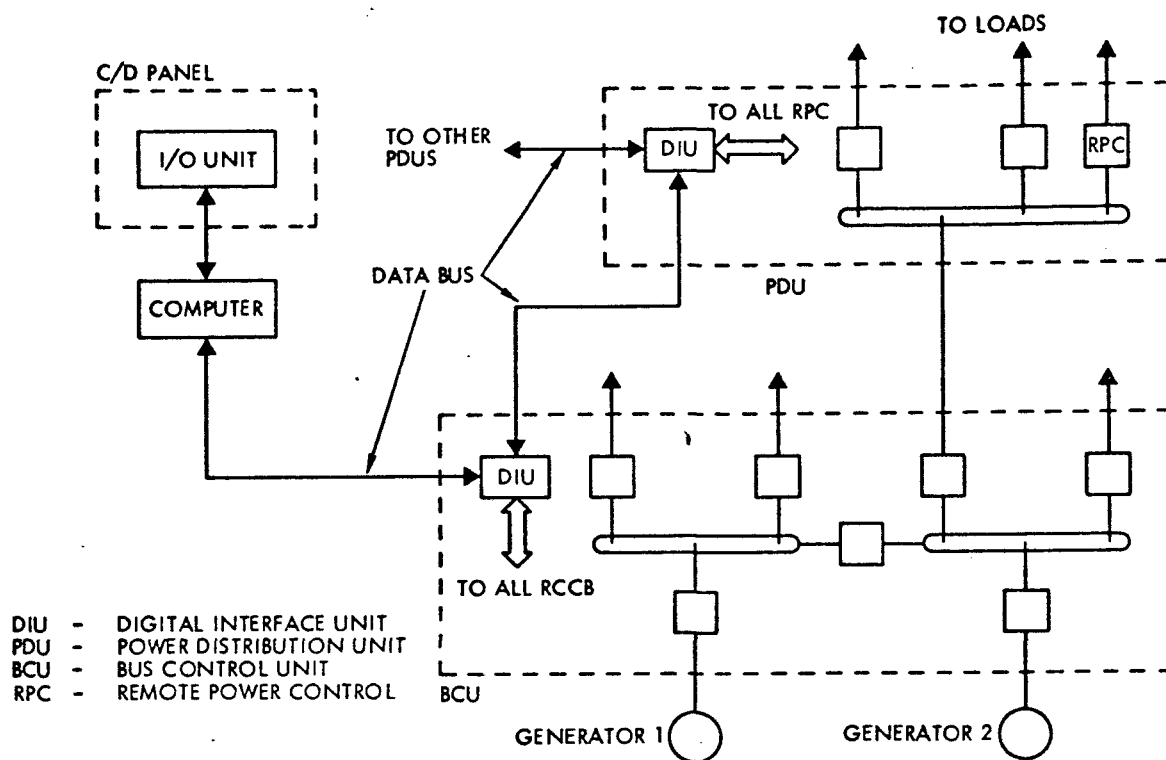 TO LOADS
C/D PANEL
I/O UNIT
COMPUTER
TO OTHER
PDUS
DIU
TO ALL RPC
RPC
DATA BUS
PDU
DIU
TO ALL RCCB
BCU
GENERATOR 1
GENERATOR 2
DIU - DIGITAL INTERFACE UNIT
PDU - POWER DISTRIBUTION UNIT
BCU - BUS CONTROL UNIT
RPC - REMOTE POWER CONTROL